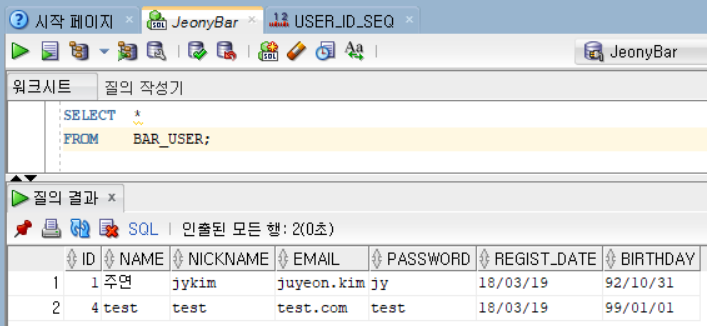 시작 페이지 JeonyBar USER_ID_SEQ
JeonyBar
워크시트 질의 작성기
SELECT *
FROM BAR_USER;
질의 결과
SQL 인출된 모든 행: 2(0초)
ID NAME NICKNAME EMAIL PASSWORD REGIST_DATE BIRTHDAY
1 1 주연 jykim juyeon.kim jy 18/03/19 92/10/31
2 4 test test test.com test 18/03/19 99/01/01